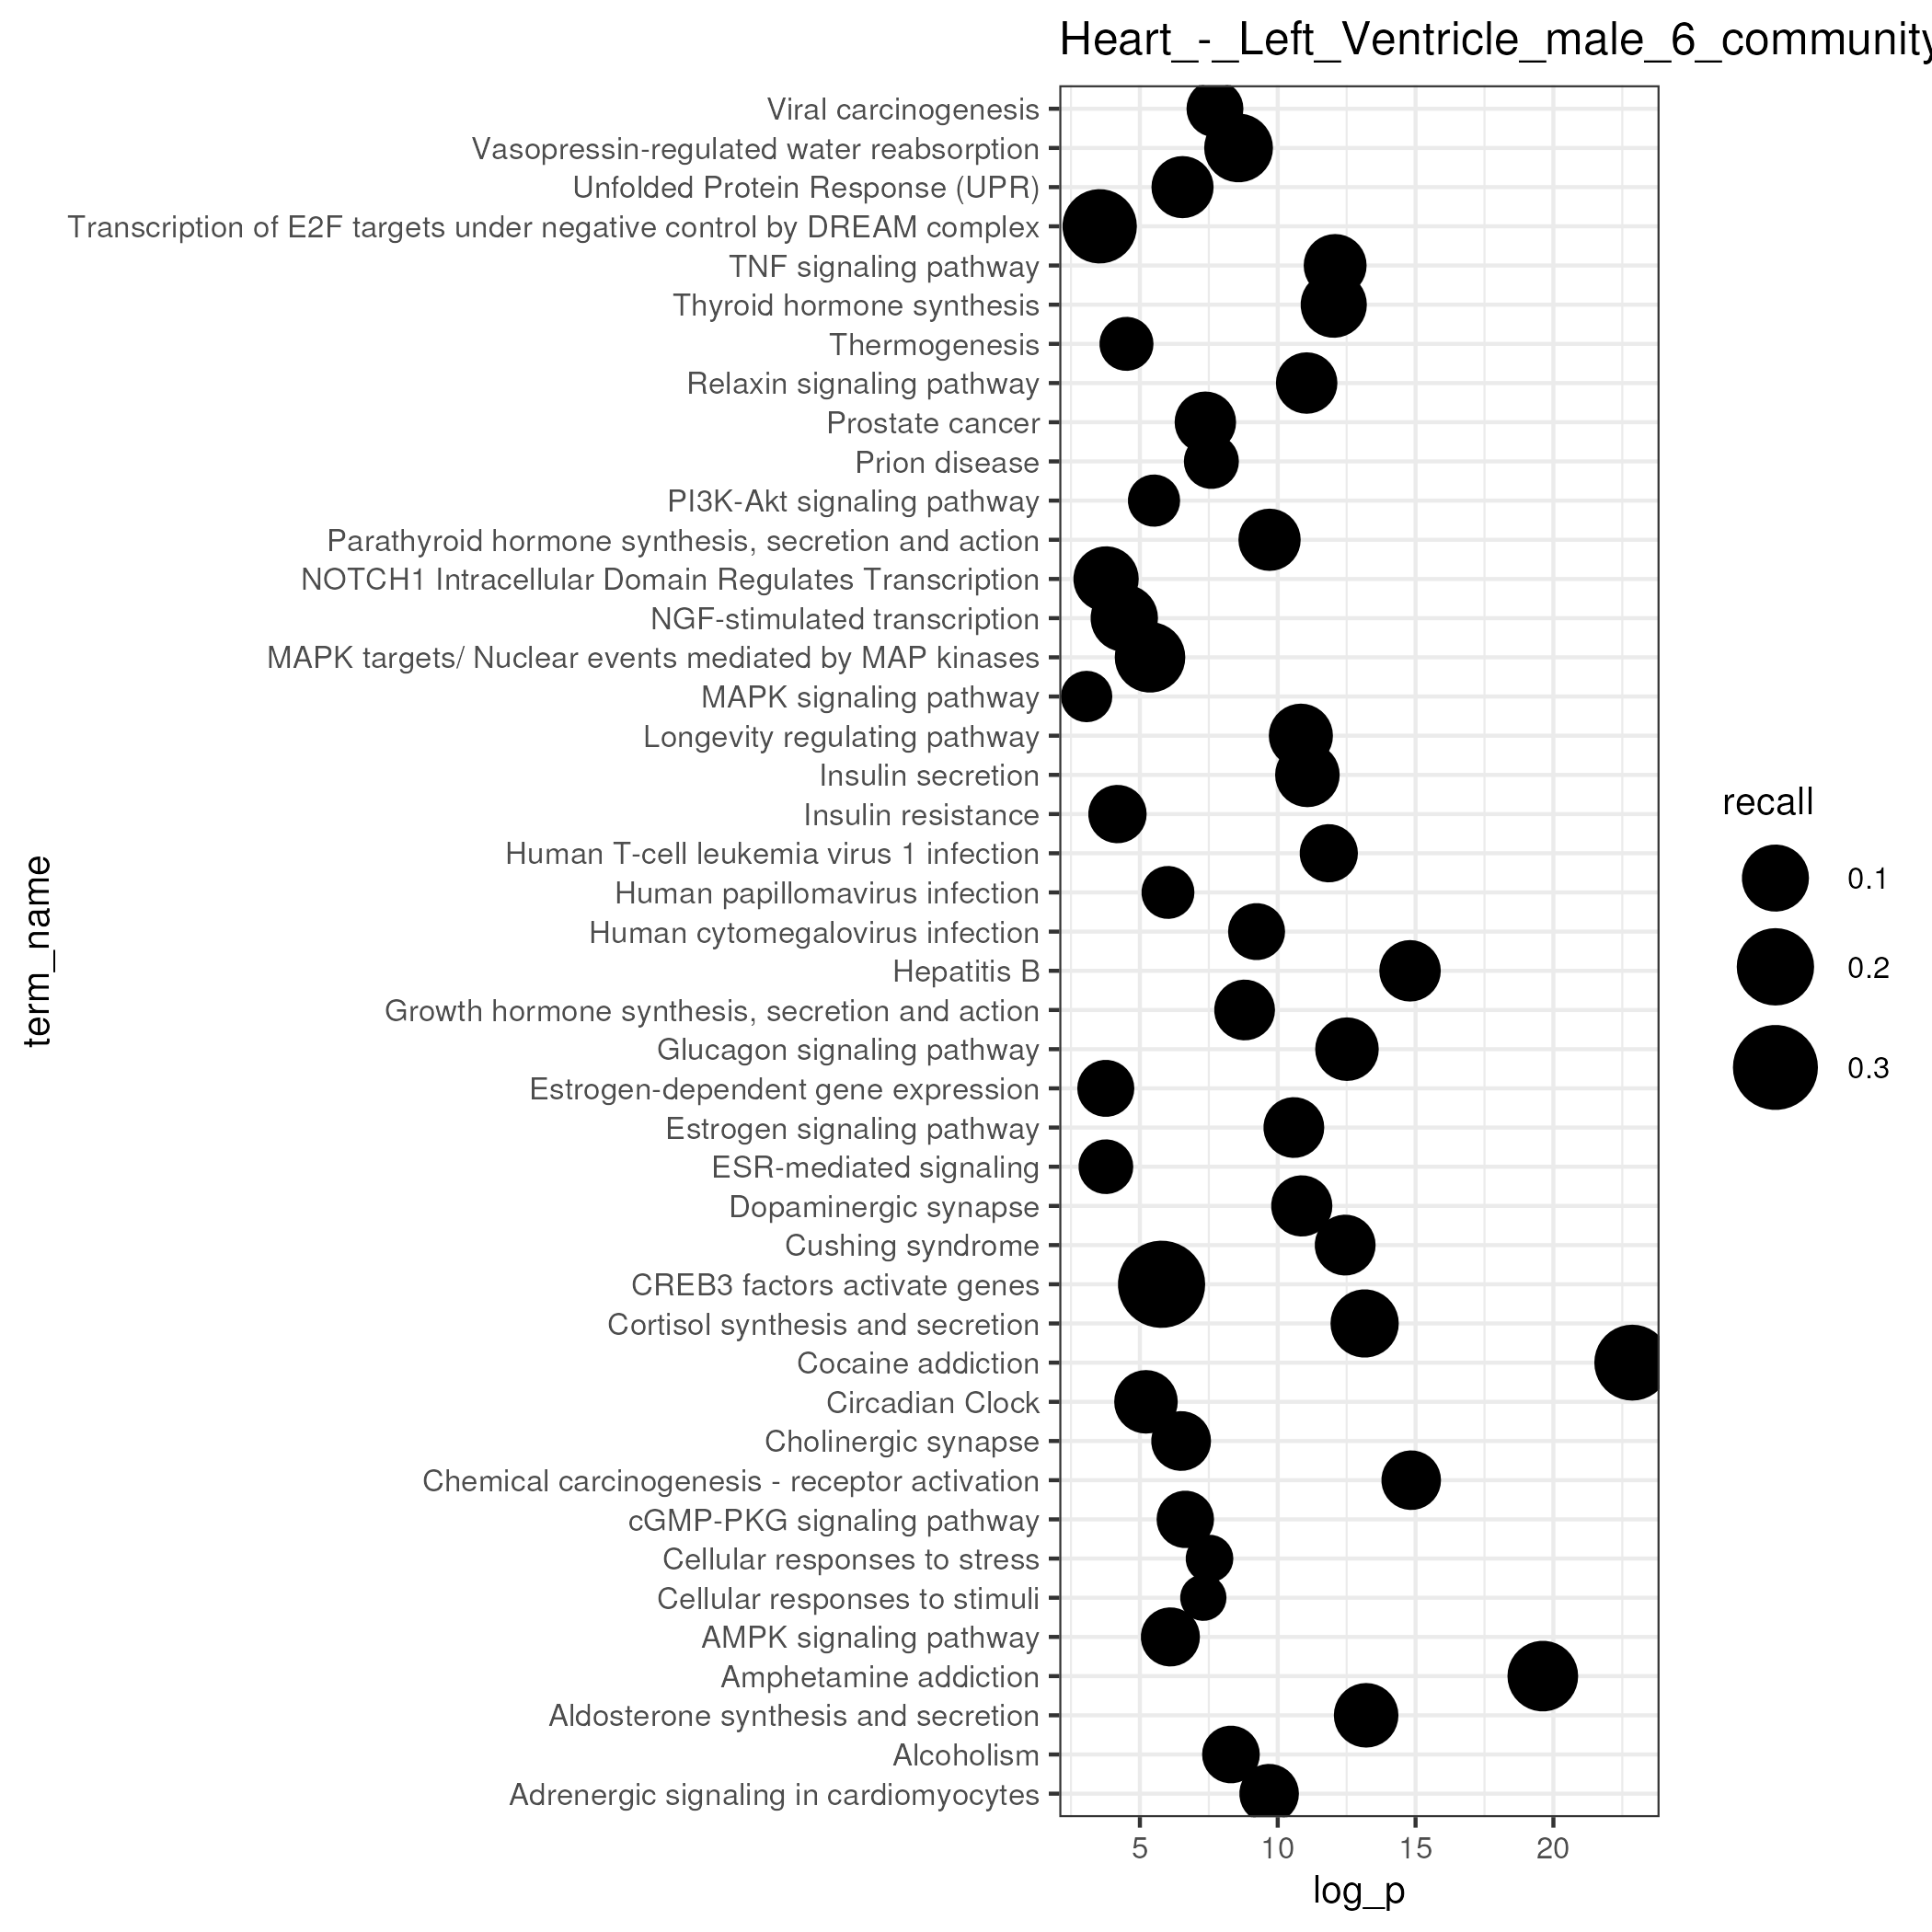 Heart_-_Left_Ventricle_male_6_community
Viral carcinogenesis
Vasopressin-regulated water reabsorption
Unfolded Protein Response (UPR)
Transcription of E2F targets under negative control by DREAM complex
TNF signaling pathway
Thyroid hormone synthesis
Thermogenesis
Relaxin signaling pathway
Prostate cancer
Prion disease
PI3K-Akt signaling pathway
Parathyroid hormone synthesis, secretion and action
NOTCH1 Intracellular Domain Regulates Transcription
NGF-stimulated transcription
MAPK targets/ Nuclear events mediated by MAP kinases
MAPK signaling pathway
Longevity regulating pathway
Insulin secretion
Insulin resistance
Human T-cell leukemia virus 1 infection
Human papillomavirus infection
Human cytomegalovirus infection
Hepatitis B
Growth hormone synthesis, secretion and action
Glucagon signaling pathway
Estrogen-dependent gene expression
Estrogen signaling pathway
ESR-mediated signaling
Dopaminergic synapse
Cushing syndrome
CREB3 factors activate genes
Cortisol synthesis and secretion
Cocaine addiction
Circadian Clock
Cholinergic synapse
Chemical carcinogenesis - receptor activation
cGMP-PKG signaling pathway
Cellular responses to stress
Cellular responses to stimuli
AMPK signaling pathway
Amphetamine addiction
Aldosterone synthesis and secretion
Alcoholism
Adrenergic signaling in cardiomyocytes
term_name
5 10 15 20
log_p
recall
0.1
0.2
0.3